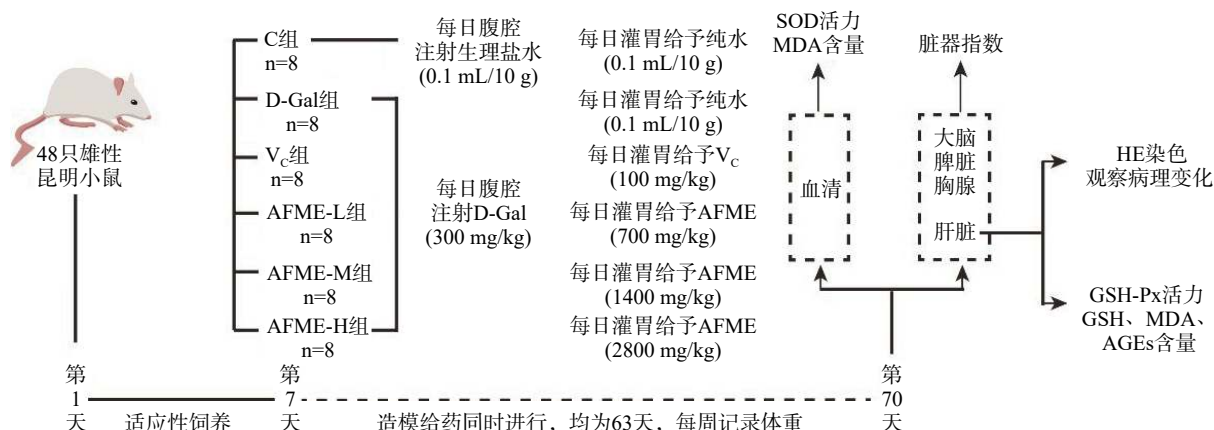 48只雄性
昆明小鼠
C组
n=8
D-Gal组
n=8
V_C组
n=8
AFME-L组
n=8
AFME-M组
n=8
AFME-H组
n=8
每日腹腔
注射生理盐水
(0.1 mL/10 g)
每日腹腔
注射D-Gal
(300 mg/kg)
每日灌胃给予纯水
(0.1 mL/10 g)
每日灌胃给予纯水
(0.1 mL/10 g)
每日灌胃给予V_C
(100 mg/kg)
每日灌胃给予AFME
(700 mg/kg)
每日灌胃给予AFME
(1400 mg/kg)
每日灌胃给予AFME
(2800 mg/kg)
SOD活力
MDA含量
血清
脏器指数
大脑
脾脏
胸腺
肝脏
HE染色
观察病理变化
GSH-Px活力
GSH、MDA、
AGEs含量
第
1
天
适应性饲养
第
7
天
造模给药同时进行，均为63天，每周记录体重
第
70
天